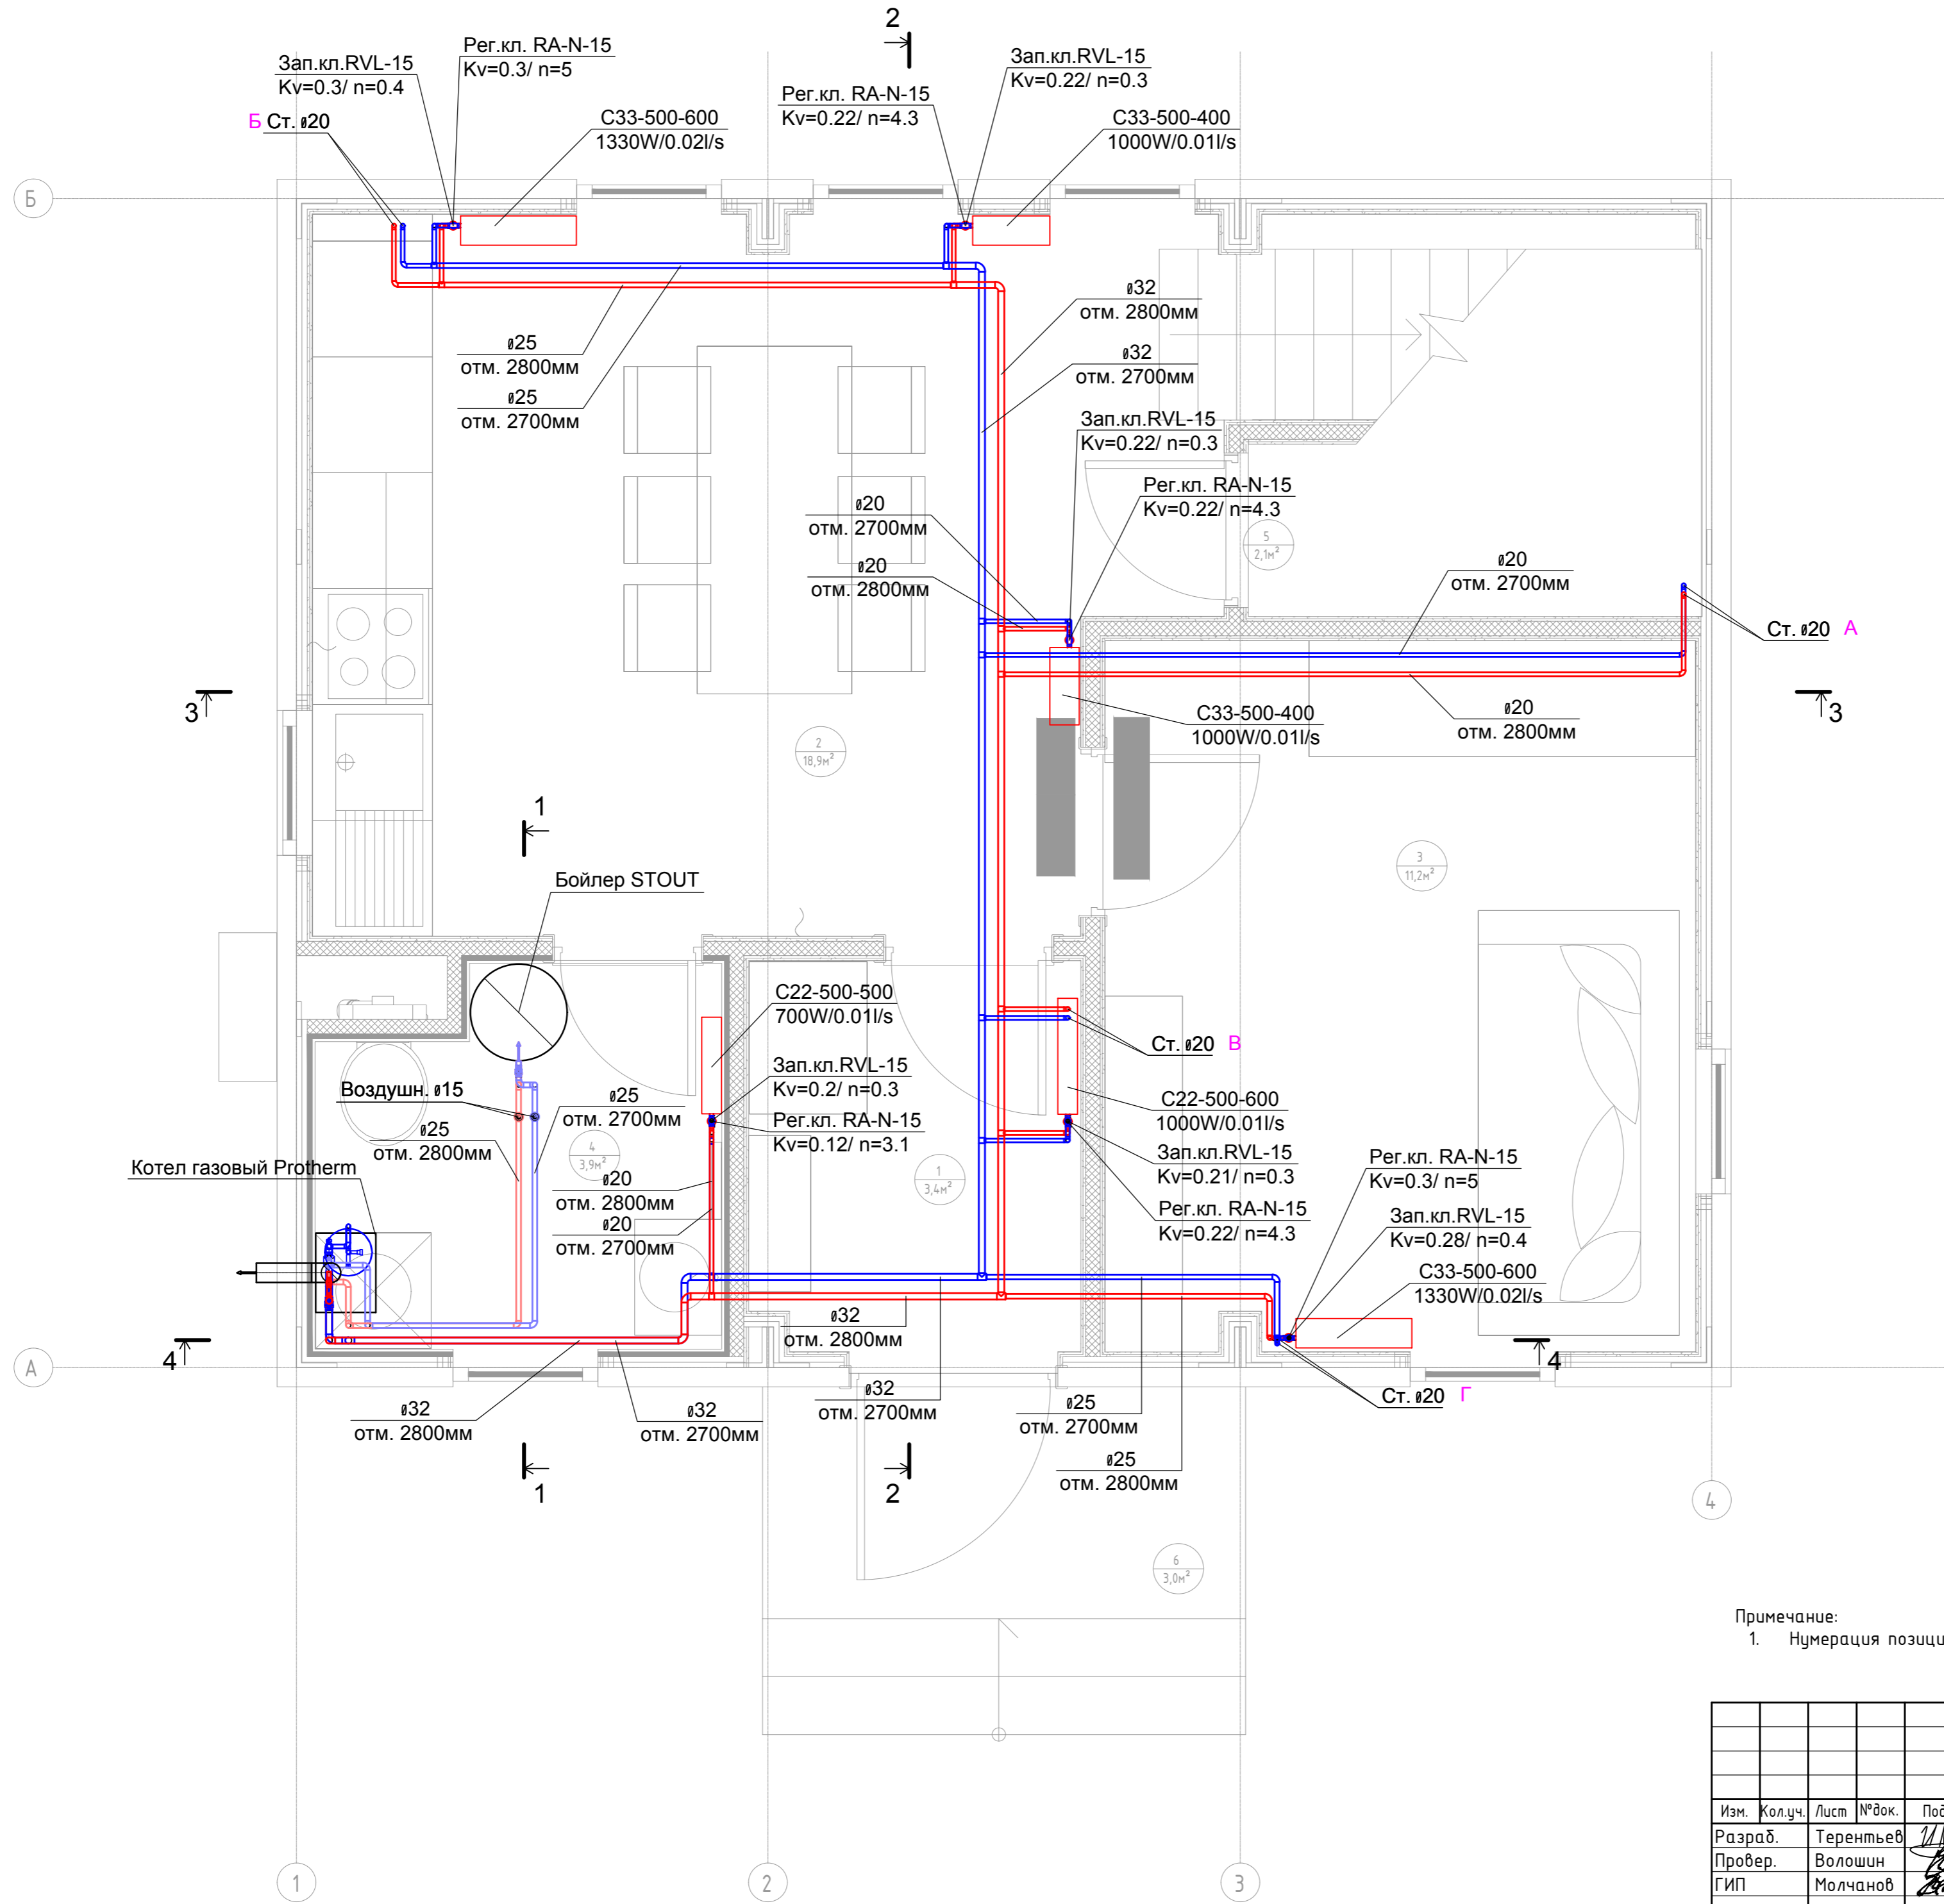 2
Рег.кл. RA-N-15
Kv=0.3/ n=5
Зап.кл.RVL-15
Kv=0.3/ n=0.4
Б Ст. ø20
С33-500-600
1330W/0.02l/s
Рег.кл. RA-N-15
Kv=0.22/ n=4.3
Зап.кл.RVL-15
Kv=0.22/ n=0.3
С33-500-400
1000W/0.01l/s
Б
ø32
отм. 2800мм
ø32
отм. 2700мм
ø25
отм. 2800мм
ø25
отм. 2700мм
Зап.кл.RVL-15
Kv=0.22/ n=0.3
Рег.кл. RA-N-15
Kv=0.22/ n=4.3
ø20
отм. 2700мм
ø20
отм. 2800мм
5
2,1м²
ø20
отм. 2700мм
Ст. ø20 А
3
3
С33-500-400
1000W/0.01l/s
ø20
отм. 2800мм
2
18,9м²
1
3
11,2м²
Бойлер STOUT
С22-500-500
700W/0.01l/s
Ст. ø20 В
Зап.кл.RVL-15
Kv=0.2/ n=0.3
Рег.кл. RA-N-15
Kv=0.12/ n=3.1
Воздушн. ø15
ø25
отм. 2700мм
ø25
отм. 2800мм
4
3,9м²
Котел газовый Protherm
ø20
отм. 2800мм
ø20
отм. 2700мм
1
3,4м²
С22-500-600
1000W/0.01l/s
Зап.кл.RVL-15
Kv=0.21/ n=0.3
Рег.кл. RA-N-15
Kv=0.22/ n=4.3
Рег.кл. RA-N-15
Kv=0.3/ n=5
Зап.кл.RVL-15
Kv=0.28/ n=0.4
С33-500-600
1330W/0.02l/s
ø32
отм. 2800мм
4
4
А
ø32
отм. 2800мм
ø32
отм. 2700мм
ø32
отм. 2700мм
ø25
отм. 2700мм
ø25
отм. 2800мм
Ст. ø20 Г
1
2
4
6
3,0м²
Примечание:
1. Нумерация позици
Изм. Кол.уч. Лист №док. Под
Разраб. Терентьев
Провер. Волошин
ГИП Молчанов
1
2
3